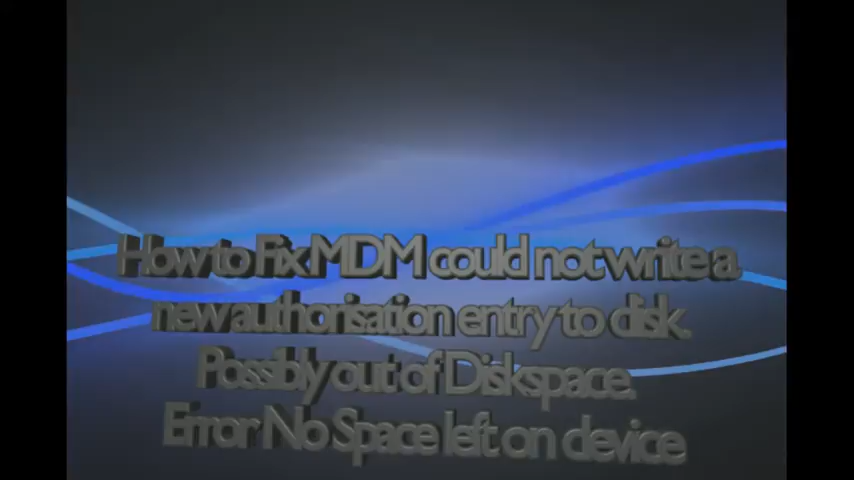 How to Fix MDM could not write a
new authorisation entry to disk.
Possibly out of Diskspace.
Error No Space left on device